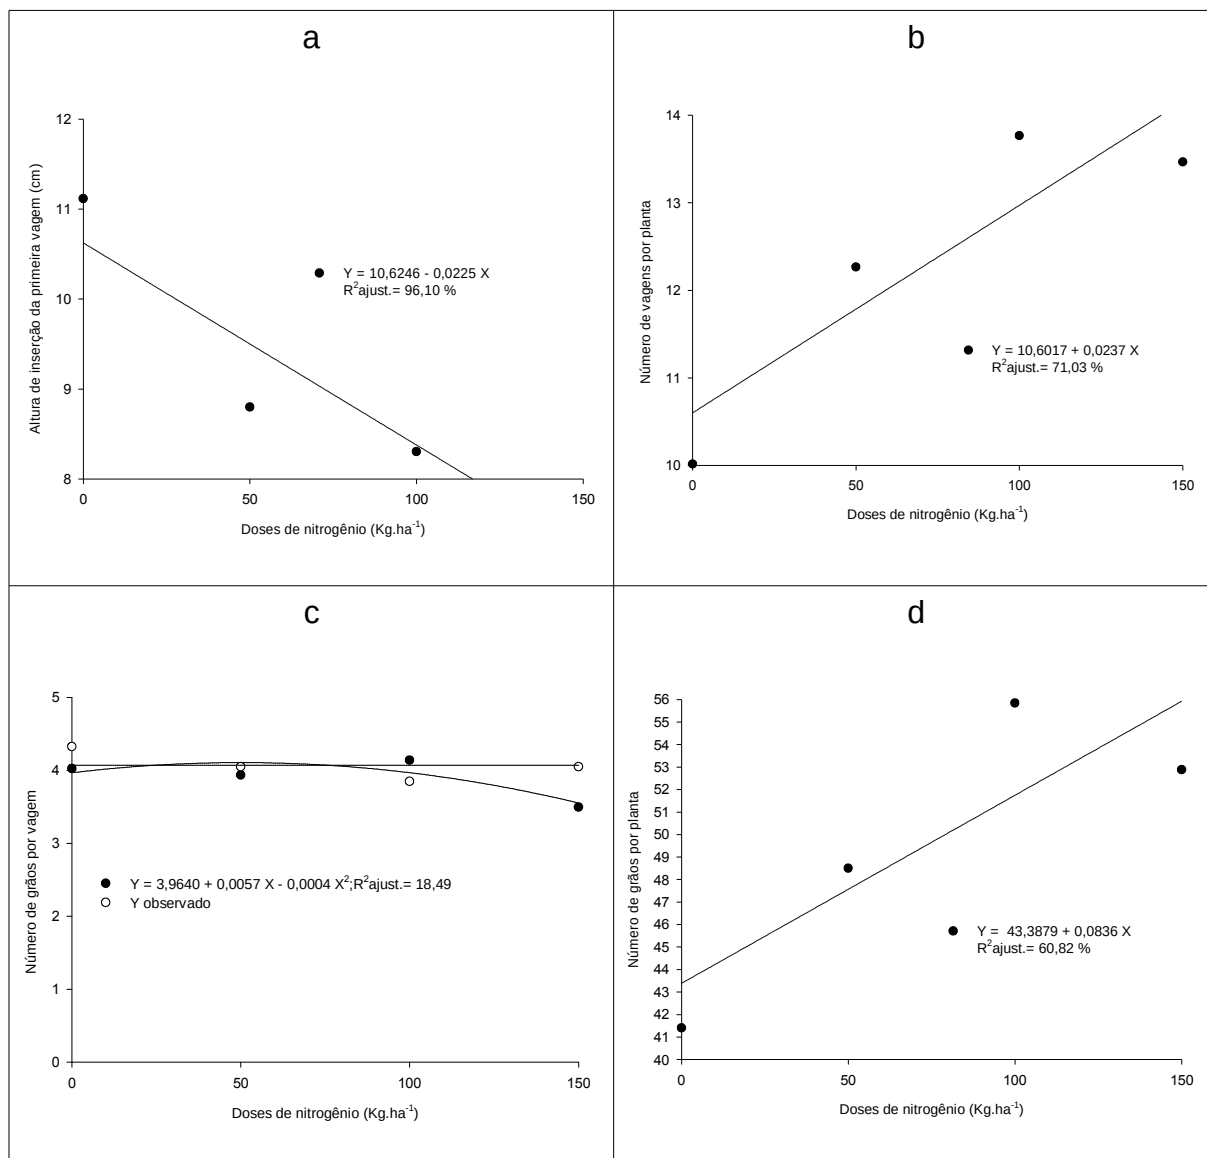 a
12
11
10
9
8
0
50
100
150
Altura de inserção da primeira vagem (cm)
Y = 10,6246 - 0,0225 X
R²ajust.= 96,10 %
Doses de nitrogênio (Kg.ha⁻¹)
b
14
13
12
11
10
0
50
100
150
Número de vagens por planta
Y = 10,6017 + 0,0237 X
R²ajust.= 71,03 %
Doses de nitrogênio (Kg.ha⁻¹)
c
5
4
3
2
1
0
0
50
100
150
Número de grãos por vagem
Y = 3,9640 + 0,0057 X - 0,0004 X²;R²ajust.= 18,49
Y observado
Doses de nitrogênio (Kg.ha⁻¹)
d
56
55
54
53
52
51
50
49
48
47
46
45
44
43
42
41
40
0
50
100
150
Número de grãos por planta
Y =  43,3879 + 0,0836 X
R²ajust.= 60,82 %
Doses de nitrogênio (Kg.ha⁻¹)